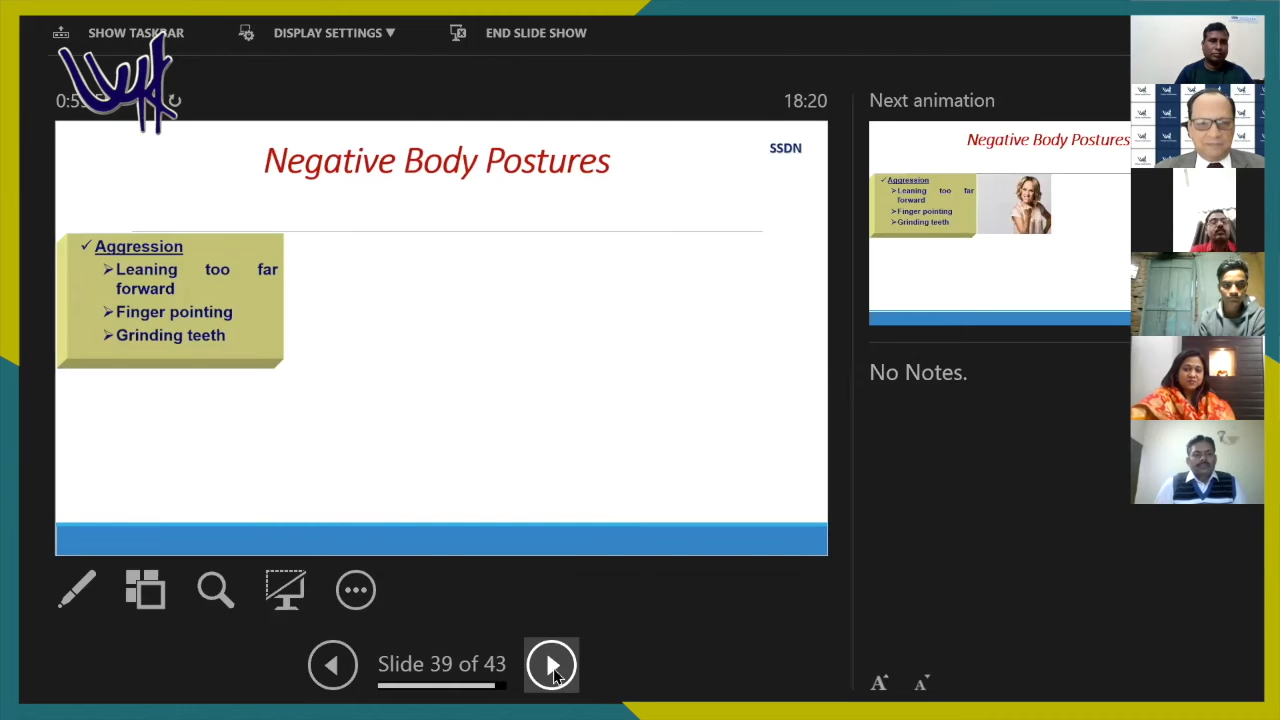 SHOW TASKBAR
DISPLAY SETTINGS ▼
END SLIDE SHOW
18:20
Next animation
Negative Body Postures
SSDN
✓ Aggression
➢ Leaning too far
forward
➢ Finger pointing
➢ Grinding teeth
Negative Body Postures
✓ Aggression
➢ Leaning too far
forward
➢ Finger pointing
➢ Grinding teeth
No Notes.
Slide 39 of 43
A A